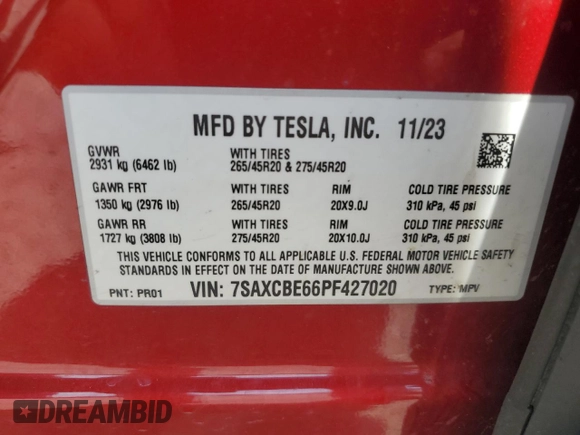 MFD BY TESLA, INC. 11/23
GVWR WITH TIRES
2931 kg (6462 lb) 265/45R20 & 275/45R20
GAWR FRT WITH TIRES RIM COLD TIRE PRESSURE
1350 kg (2976 lb) 265/45R20 20X9.0J 310 kPa, 45 psi
GAWR RR WITH TIRES RIM COLD TIRE PRESSURE
1727 kg (3808 lb) 275/45R20 20X10.0J 310 kPa, 45 psi
THIS VEHICLE CONFORMS TO ALL APPLICABLE U.S. FEDERAL MOTOR VEHICLE SAFETY
STANDARDS IN EFFECT ON THE DATE OF MANUFACTURE SHOWN ABOVE.
PNT: PR01 VIN: 7SAXCBE66PF427020 TYPE: MPV
DREAMBID